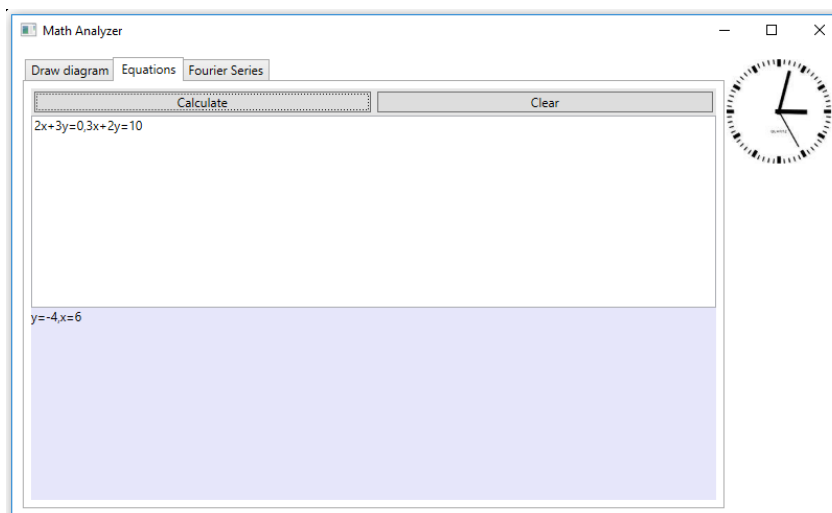 Math Analyzer
Draw diagram Equations Fourier Series
Calculate Clear
2x+3y=0,3x+2y=10
y=-4,x=6